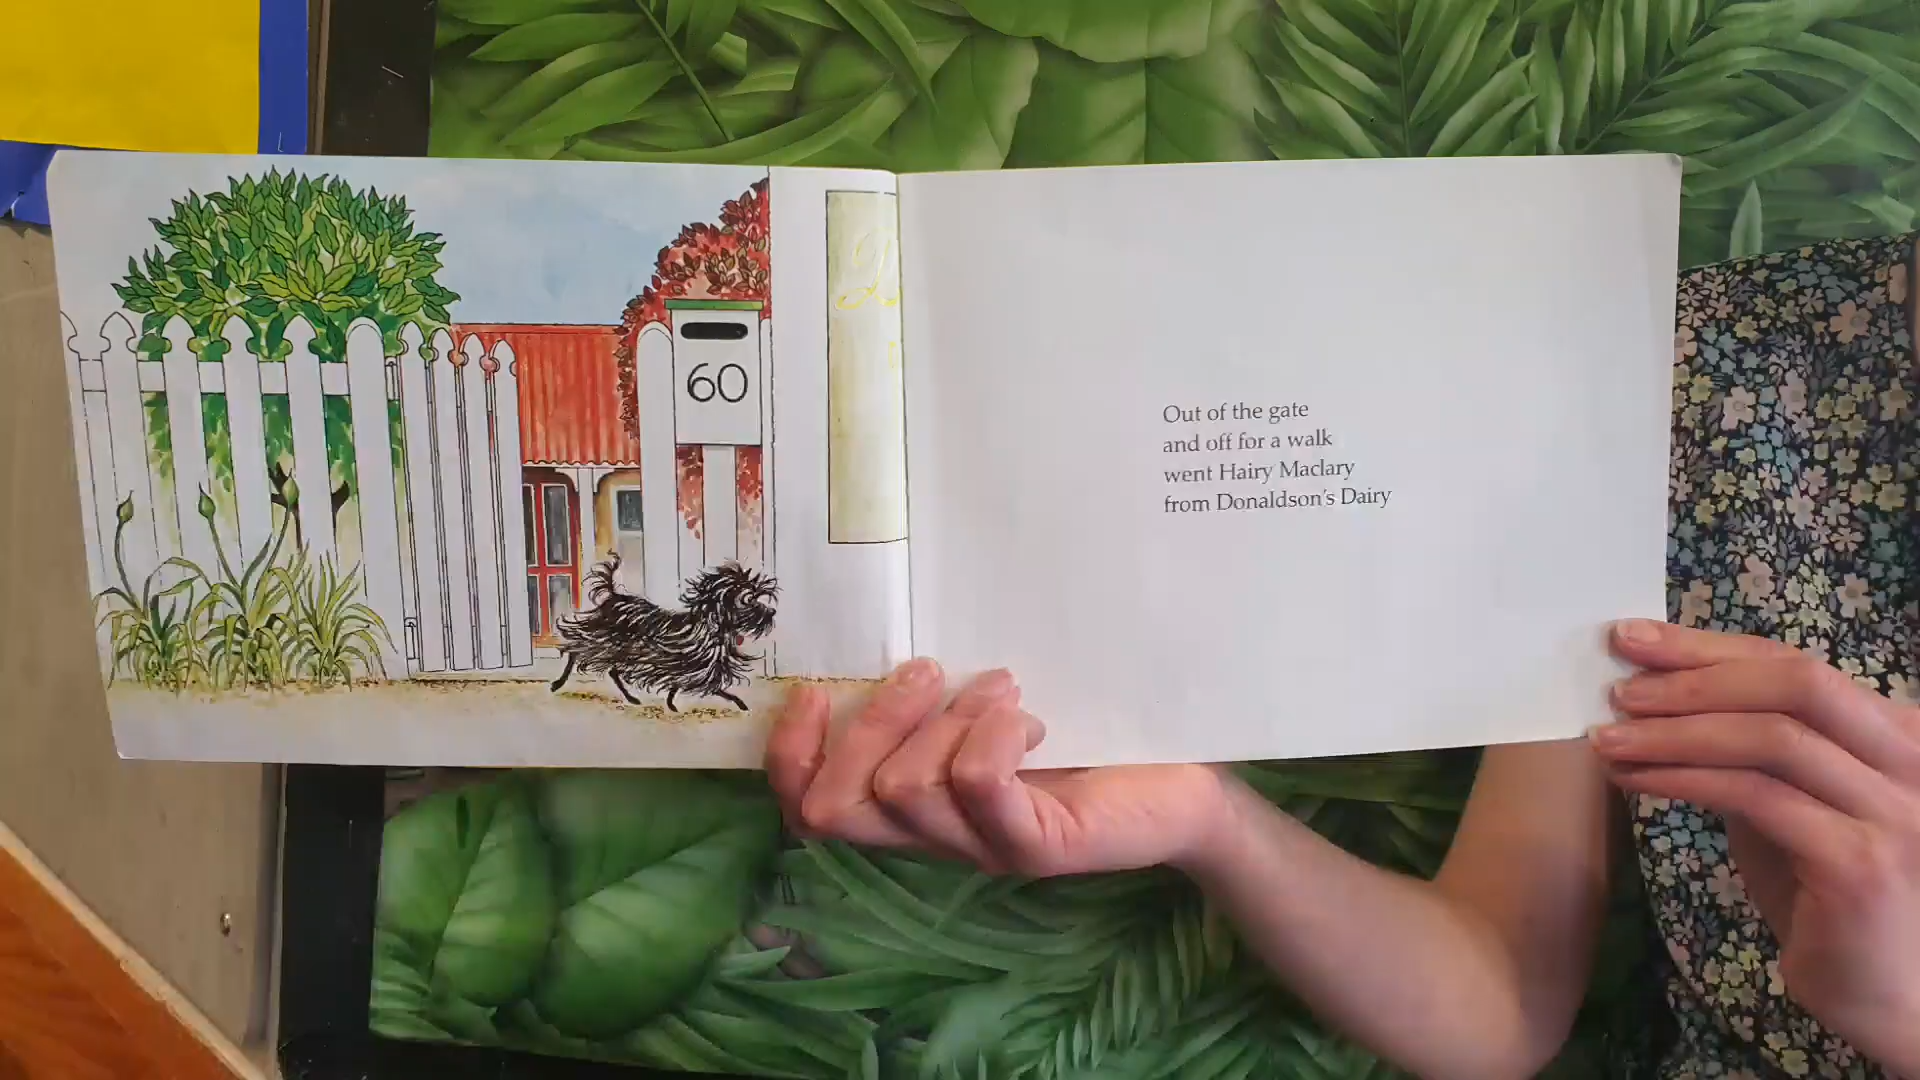 60
Out of the gate
and off for a walk
went Hairy Maclary
from Donaldson's Dairy